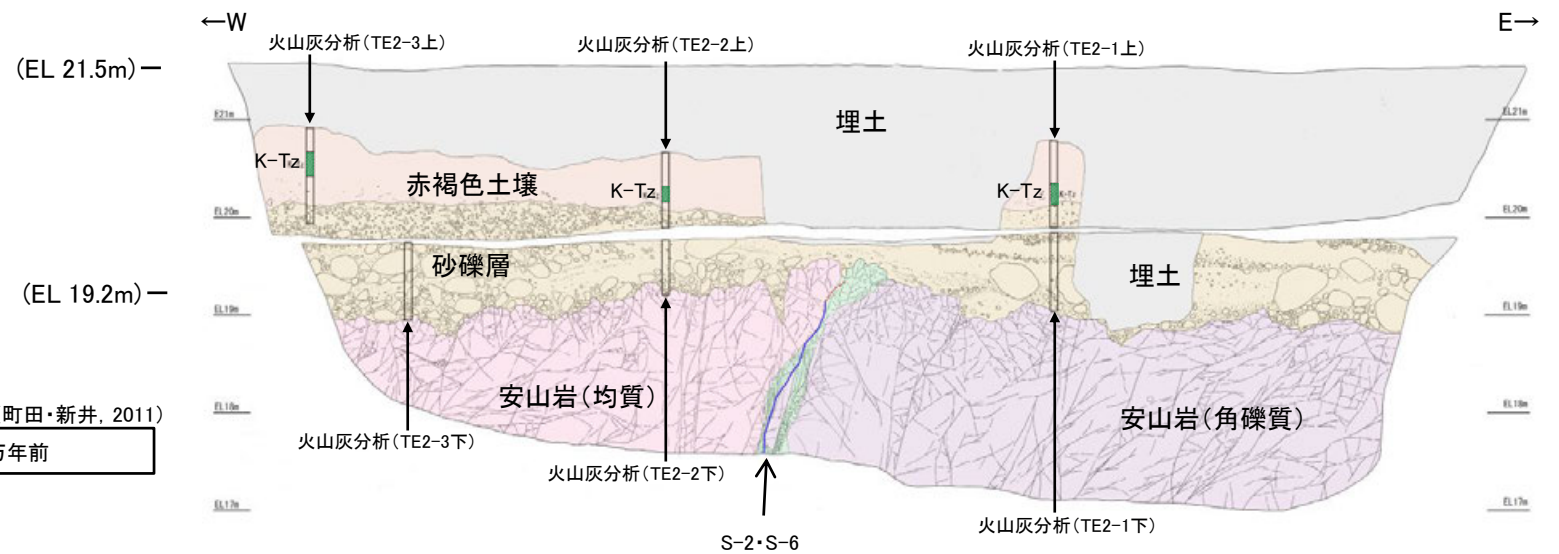 ←W
E→
火山灰分析(TE2-3上)
火山灰分析(TE2-2上)
火山灰分析(TE2-1上)
(EL 21.5m)
E21m
EL21m
埋土
K-Tz
赤褐色土壌
K-Tz
K-Tz
EL20m
EL20m
砂礫層
埋土
(EL 19.2m)
EL19m
EL19m
安山岩(均質)
安山岩(角礫質)
町田・新井, 2011)
EL18m
EL18m
火山灰分析(TE2-3下)
万年前
火山灰分析(TE2-2下)
火山灰分析(TE2-1下)
EL17m
EL17m
S-2・S-6